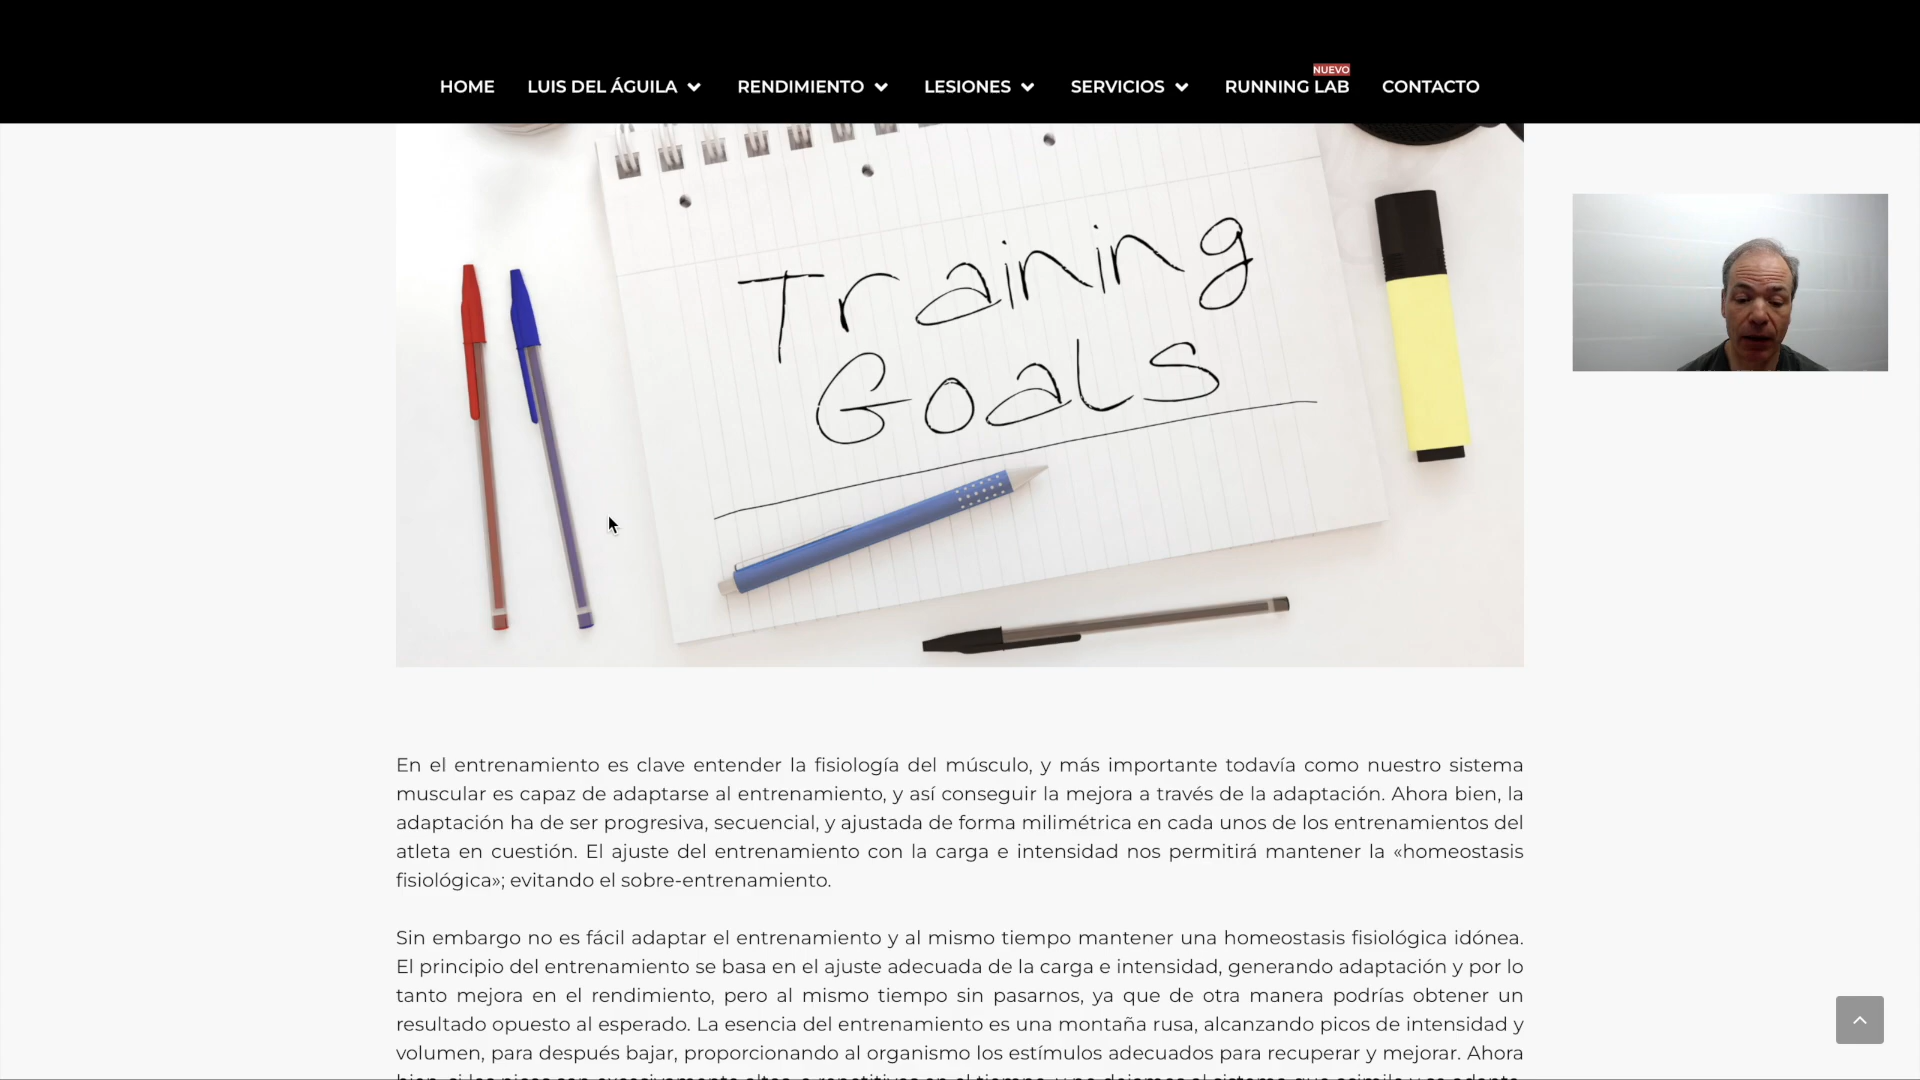 NUEVO
HOME LUIS DEL ÁGUILA RENDIMIENTO LESIONES SERVICIOS RUNNING LAB CONTACTO
Training
Goals
En el entrenamiento es clave entender la fisiología del músculo, y más importante todavía como nuestro sistema
muscular es capaz de adaptarse al entrenamiento, y así conseguir la mejora a través de la adaptación. Ahora bien, la
adaptación ha de ser progresiva, secuencial, y ajustada de forma milimétrica en cada unos de los entrenamientos del
atleta en cuestión. El ajuste del entrenamiento con la carga e intensidad nos permitirá mantener la «homeostasis
fisiológica»; evitando el sobre-entrenamiento.
Sin embargo no es fácil adaptar el entrenamiento y al mismo tiempo mantener una homeostasis fisiológica idónea.
El principio del entrenamiento se basa en el ajuste adecuada de la carga e intensidad, generando adaptación y por lo
tanto mejora en el rendimiento, pero al mismo tiempo sin pasarnos, ya que de otra manera podrías obtener un
resultado opuesto al esperado. La esencia del entrenamiento es una montaña rusa, alcanzando picos de intensidad y
volumen, para después bajar, proporcionando al organismo los estímulos adecuados para recuperar y mejorar. Ahora